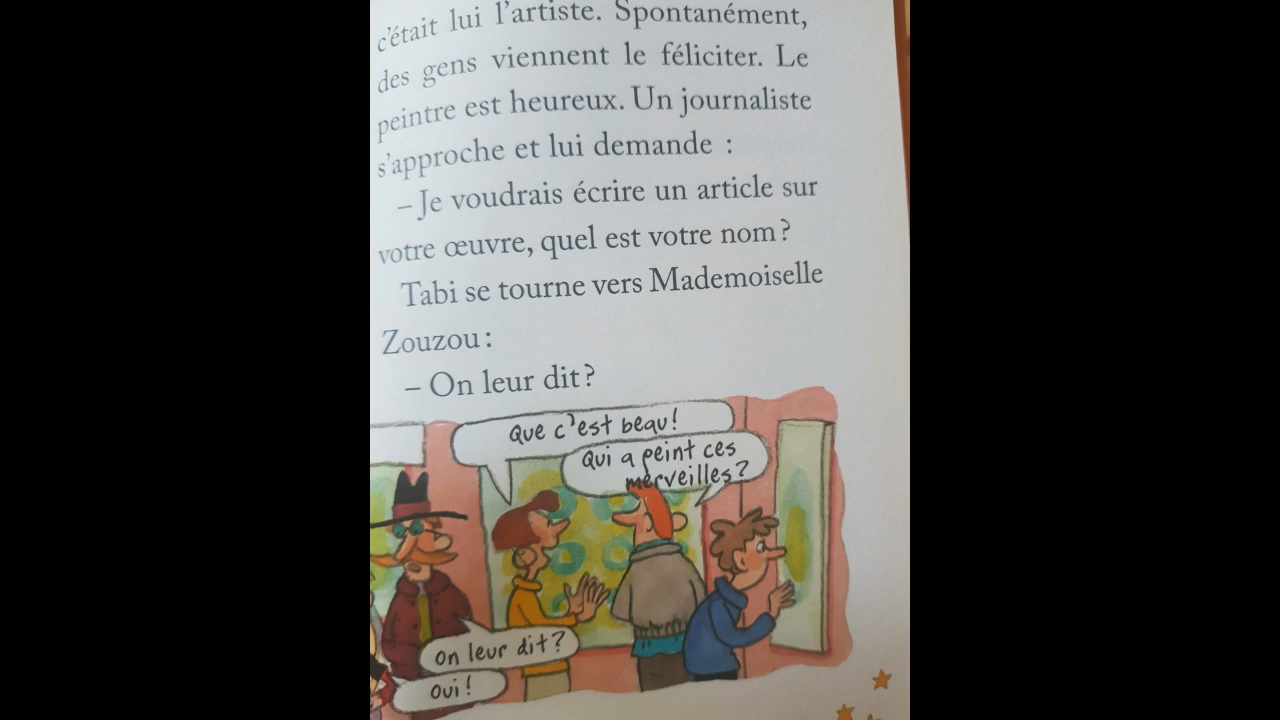 c'était lui l'artiste. Spontanément,
des gens viennent le féliciter. Le
peintre est heureux. Un journaliste
s'approche et lui demande :
– Je voudrais écrire un article sur
votre œuvre, quel est votre nom ?
Tabi se tourne vers Mademoiselle
Zouzou :
– On leur dit ?
Que c'est beau !
Qui a peint ces
merveilles ?
On leur dit ?
Oui !